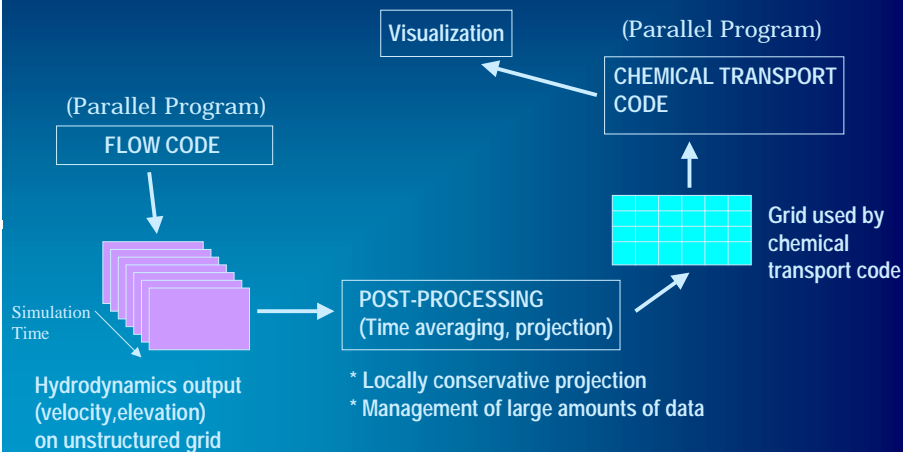 Visualization
(Parallel Program)
CHEMICAL TRANSPORT
CODE
(Parallel Program)
FLOW CODE
Grid used by
chemical
transport code
Simulation
Time
POST-PROCESSING
(Time averaging, projection)
Hydrodynamics output
(velocity,elevation)
on unstructured grid
* Locally conservative projection
* Management of large amounts of data